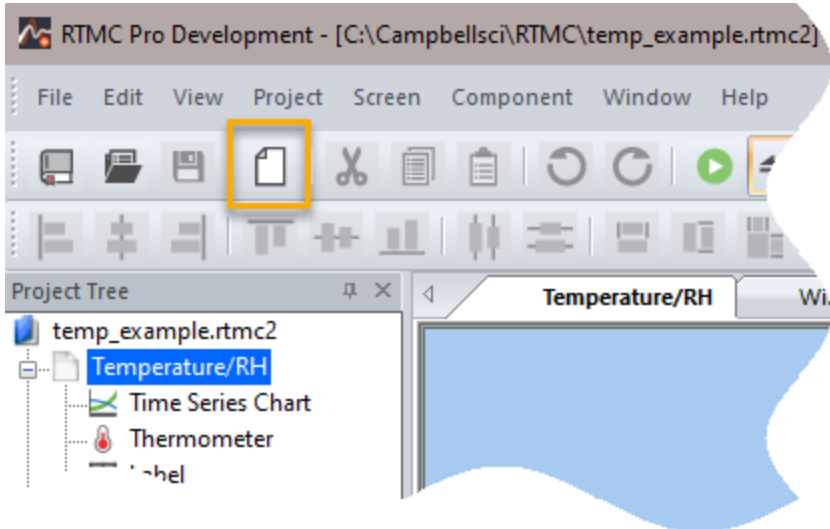 RTMC Pro Development - [C:\Campbellsci\RTMC\temp_example.rtmc2]
File Edit View Project Screen Component Window Help
Project Tree
Temperature/RH
temp_example.rtmc2
Temperature/RH
Time Series Chart
Thermometer